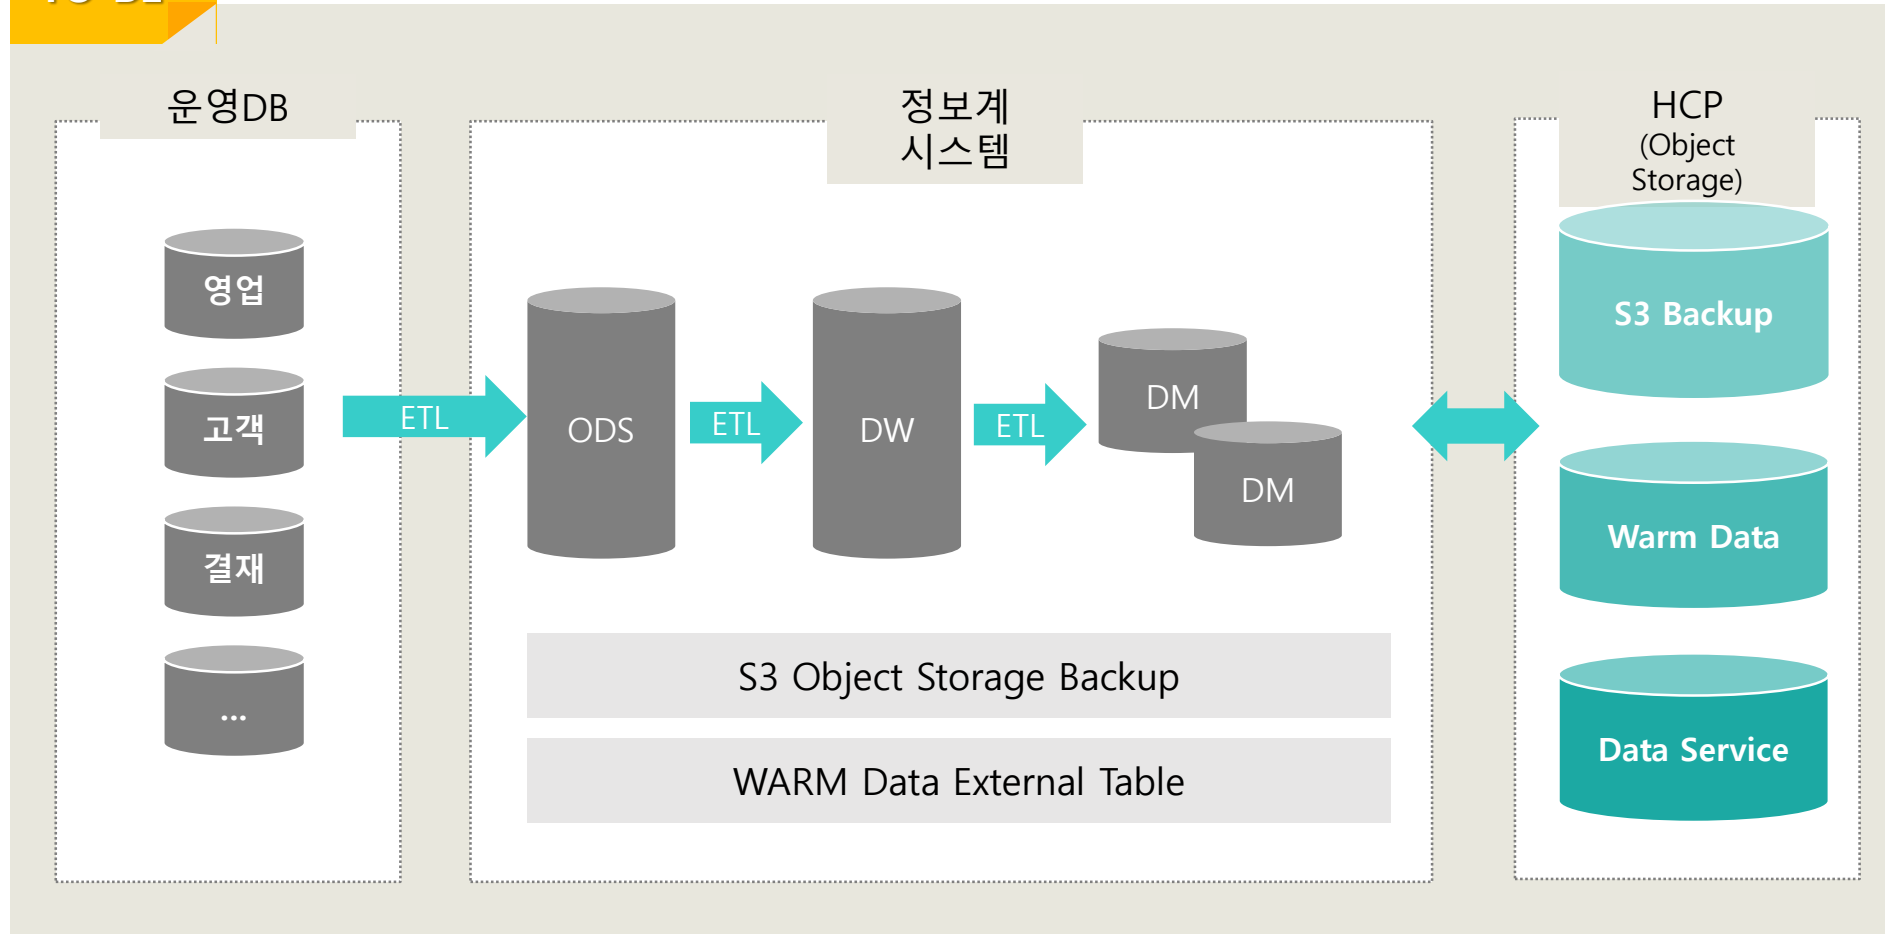 운영DB
영업
고객
결재
...
ETL
정보계
시스템
ODS
ETL
DW
ETL
DM
DM
S3 Object Storage Backup
WARM Data External Table
HCP
(Object
Storage)
S3 Backup
Warm Data
Data Service